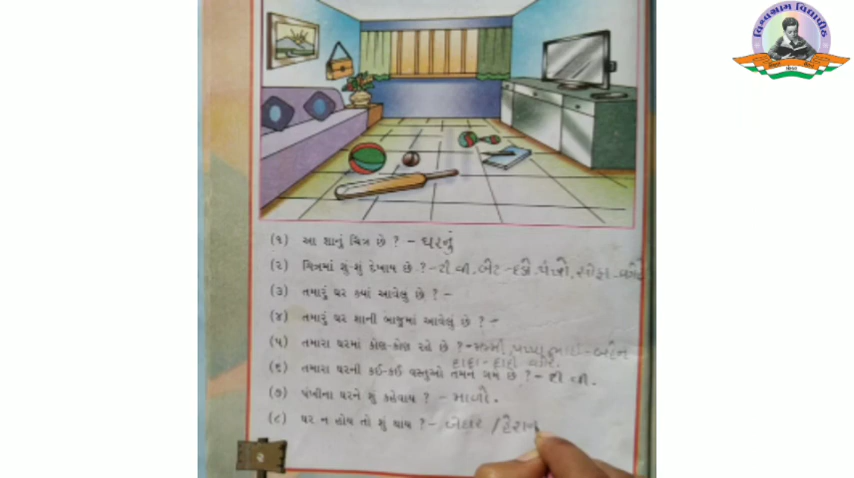 વિશ્વગ્રામ વિદ્યાપીઠ
(૧) આ શાનું ચિત્ર છે ? – ઘરનું
(૨) ચિત્રમાં શું-શું દેખાય છે ? – ટી.વી. બેટ-દડો
(૩) તમારું ઘર ક્યાં આવેલું છે ? –
(૪) તમારું ઘર શાની બાજુમાં આવેલું છે ? –
(૫) તમારા ઘરમાં કોણ-કોણ રહે છે ? – મમ્મી, પપ્પા, ભાઈ-બહેન
દાદા-દાદી
(૬) તમારા ઘરની કઈ-કઈ વસ્તુઓ તમને ગમે છે ? – ટી વી.
(૭) પંખીના ઘરને શું કહેવાય ? – માળો.
(૮) ઘર ન હોય તો શું થાય ? – બેઘર /હેરાન